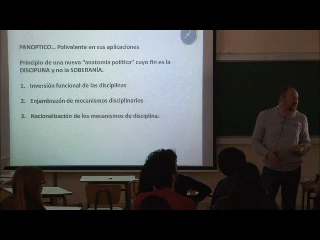 PANOPTICO... Polivalente en sus aplicaciones
Principio de una nueva "anatomía política" cuyo fin es la
DISCIPLINA y no la SOBERANÍA.
1. Inversión funcional de las disciplinas
2. Enjambrazón de mecanismos disciplinarios
3. Nacionalización de los mecanismos de disciplina.